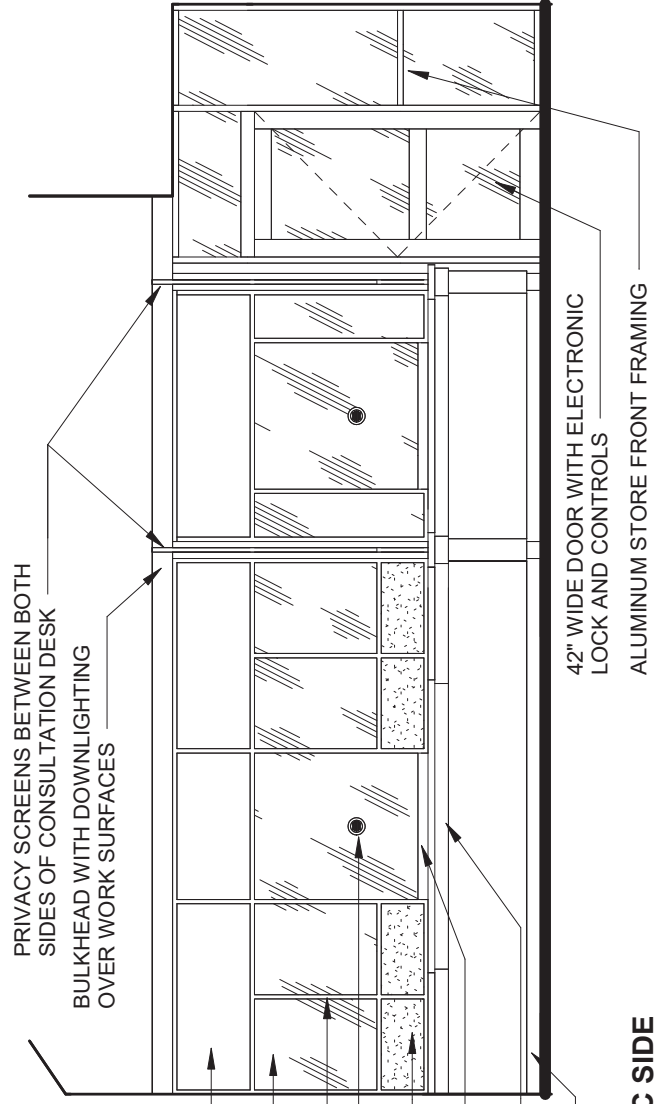 PRIVACY SCREENS BETWEEN BOTH
SIDES OF CONSULTATION DESK
BULKHEAD WITH DOWNLIGHTING
OVER WORK SURFACES
42" WIDE DOOR WITH ELECTRONIC
LOCK AND CONTROLS
ALUMINUM STORE FRONT FRAMING
C SIDE